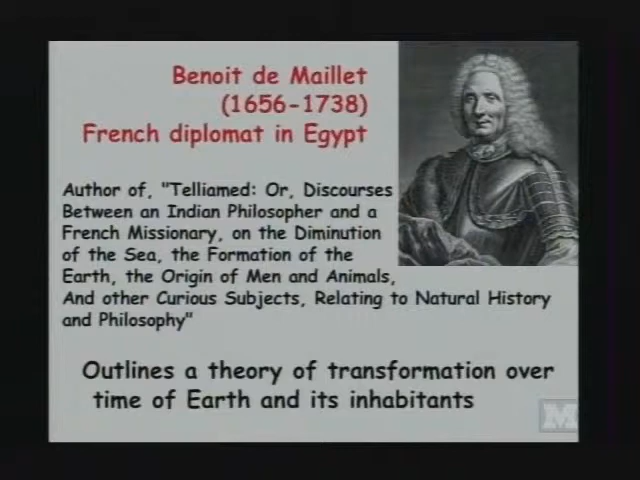 Benoit de Maillet
(1656-1738)
French diplomat in Egypt
Author of, "Telliamed: Or, Discourses
Between an Indian Philosopher and a
French Missionary, on the Diminution
of the Sea, the Formation of the
Earth, the Origin of Men and Animals,
And other Curious Subjects, Relating to Natural History
and Philosophy"
Outlines a theory of transformation over
time of Earth and its inhabitants
M